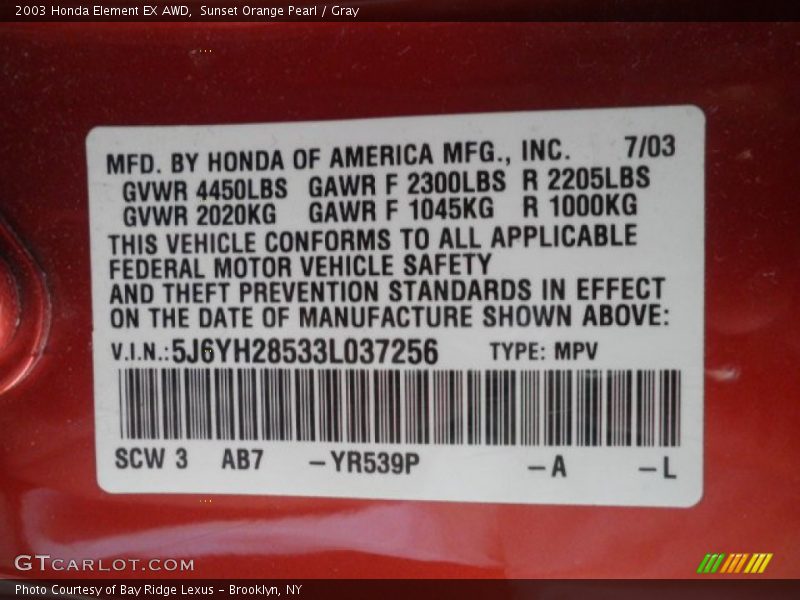 2003 Honda Element EX AWD, Sunset Orange Pearl / Gray
MFD. BY HONDA OF AMERICA MFG., INC. 7/03
GVWR 4450LBS GAWR F 2300LBS R 2205LBS
GVWR 2020KG GAWR F 1045KG R 1000KG
THIS VEHICLE CONFORMS TO ALL APPLICABLE
FEDERAL MOTOR VEHICLE SAFETY
AND THEFT PREVENTION STANDARDS IN EFFECT
ON THE DATE OF MANUFACTURE SHOWN ABOVE:
V.I.N.:5J6YH28533L037256 TYPE: MPV
SCW 3 AB7 –YR539P –A –L
GTCARLOT.COM
Photo Courtesy of Bay Ridge Lexus – Brooklyn, NY